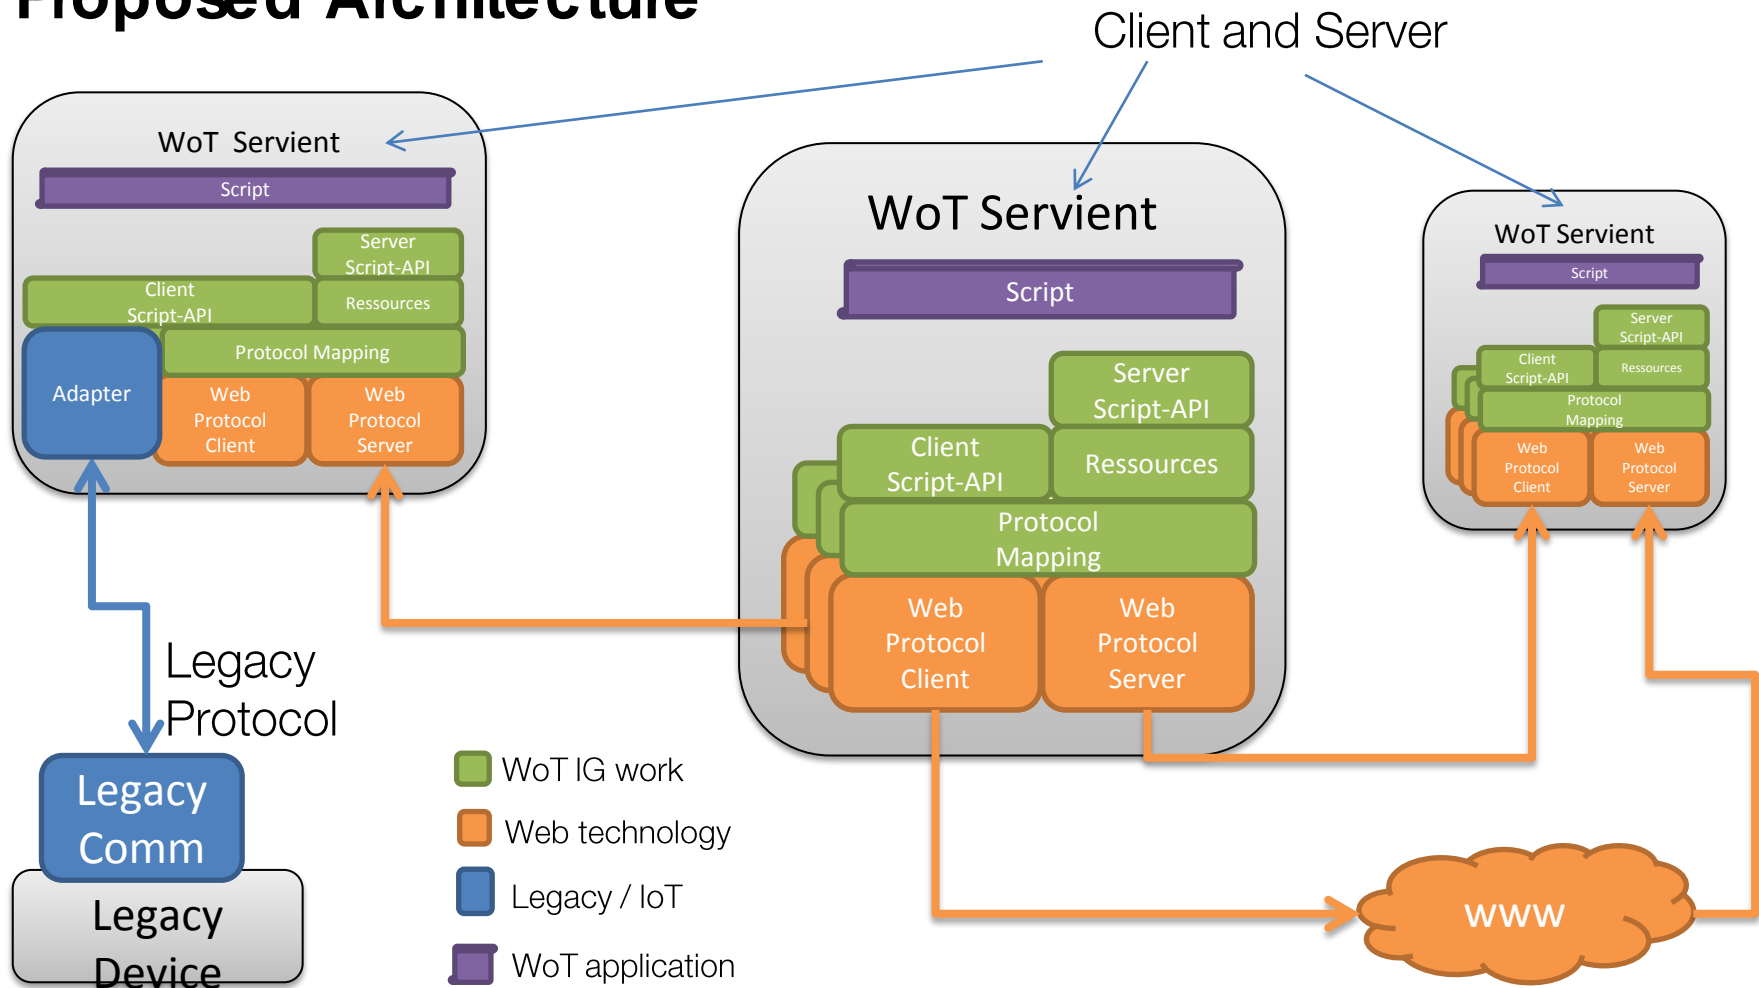 Proposed Architecture
Client and Server
WoT Servient
Script
Server
Script-API
Client
Script-API
Ressources
Protocol Mapping
Adapter
Web
Protocol
Client
Web
Protocol
Server
Legacy
Protocol
Legacy
Comm
Legacy
Device
WoT Servient
Script
Server
Script-API
Client
Script-API
Ressources
Protocol
Mapping
Web
Protocol
Client
Web
Protocol
Server
WoT Servient
Script
Server
Script-API
Client
Script-API
Ressources
Protocol
Mapping
Web
Protocol
Client
Web
Protocol
Server
WoT IG work
Web technology
Legacy / IoT
WoT application
www